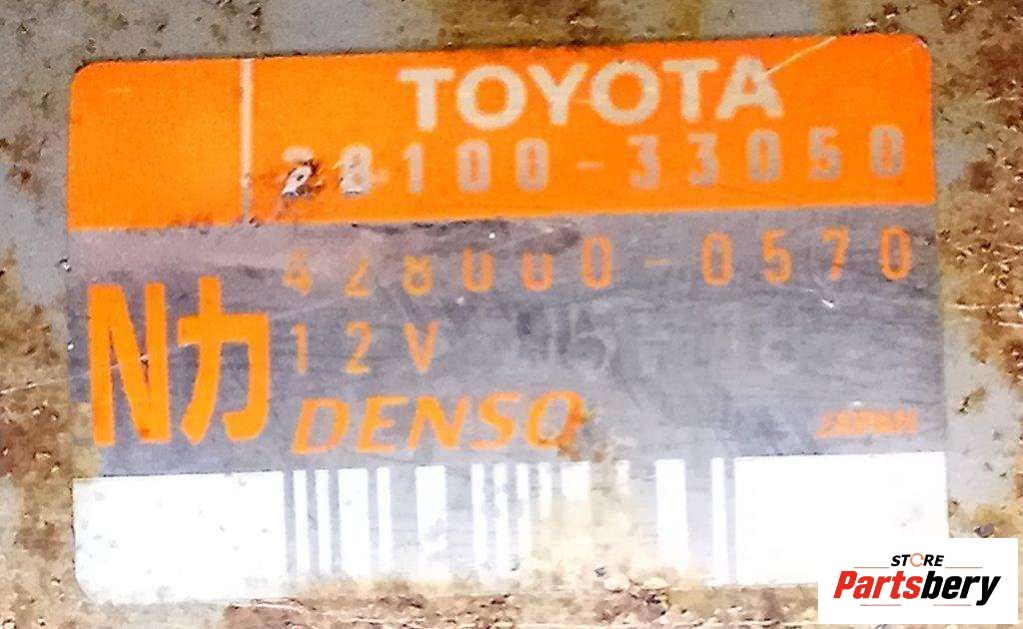 TOYOTA
28100-33050
428000-0570
Nカ
12V
DENSO
JAPAN
STORE
Partsbery